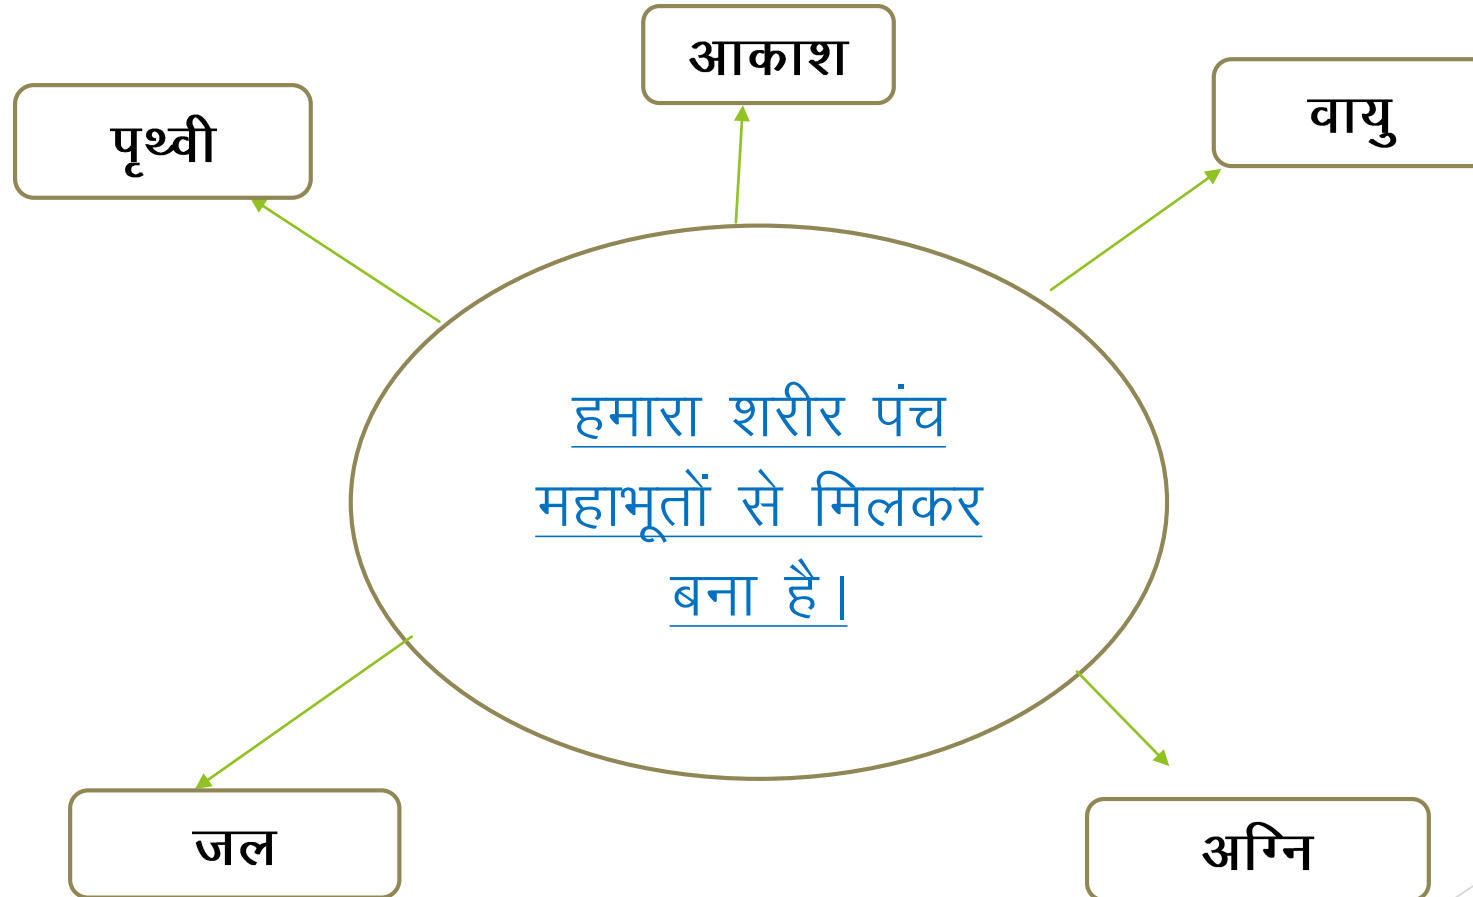 आकाश
वायु
पृथ्वी
हमारा शरीर पंच
महाभूतों से मिलकर
बना है।
जल
अग्नि